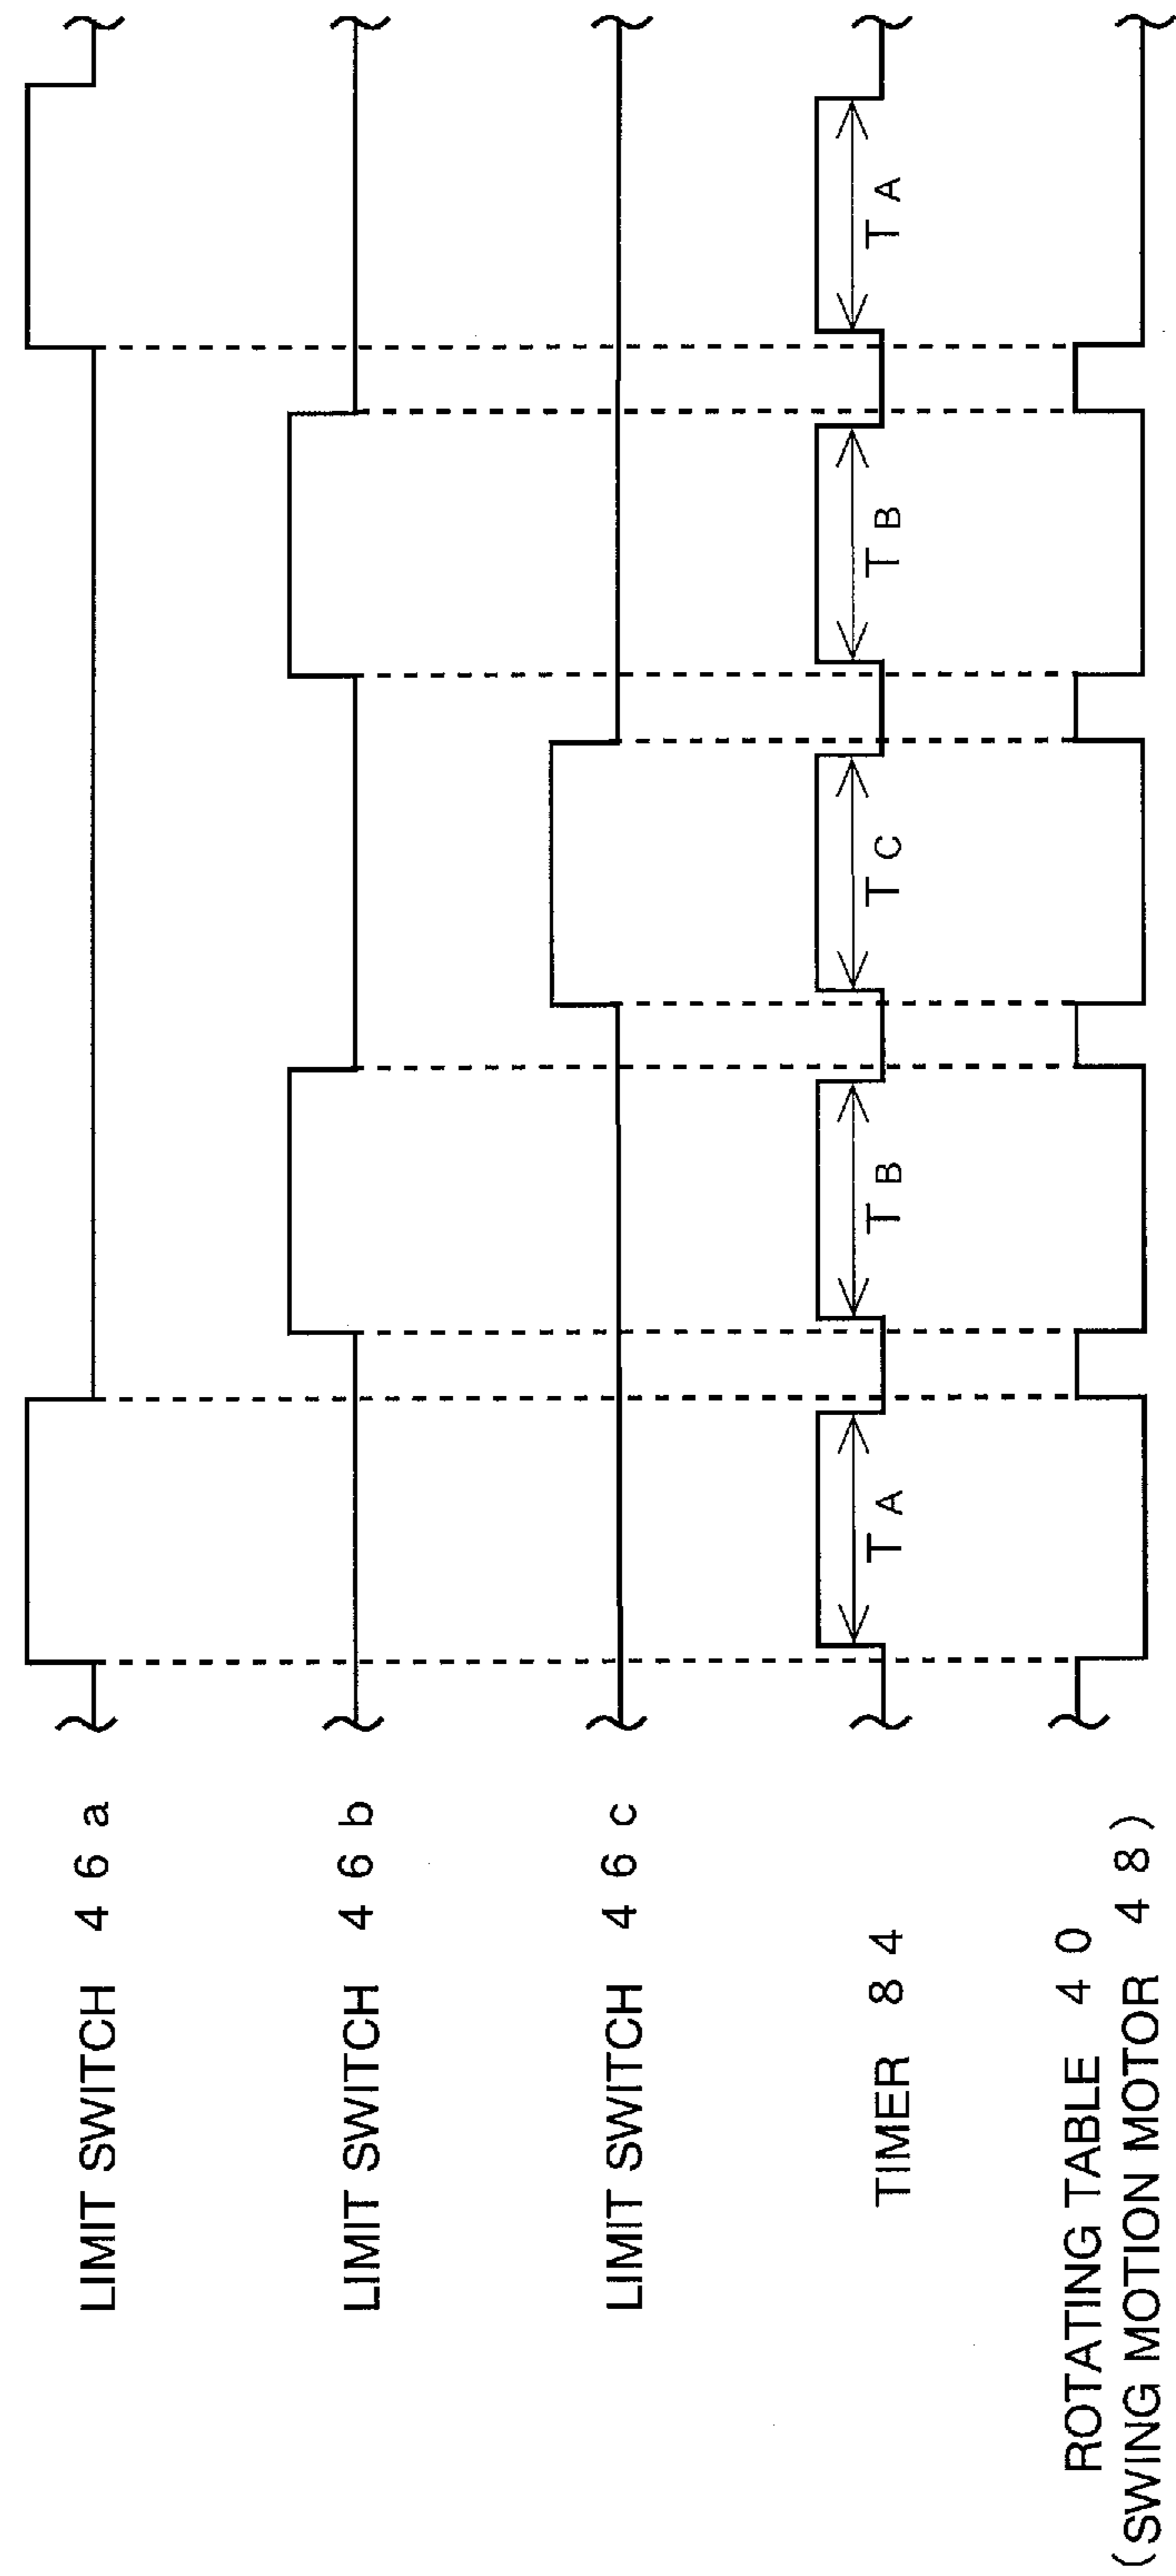 LIMIT SWITCH 46a
LIMIT SWITCH 46b
LIMIT SWITCH 46c
TIMER 84
TA
TB
TC
TB
TA
ROTATING TABLE 40
(SWING MOTION MOTOR 48)